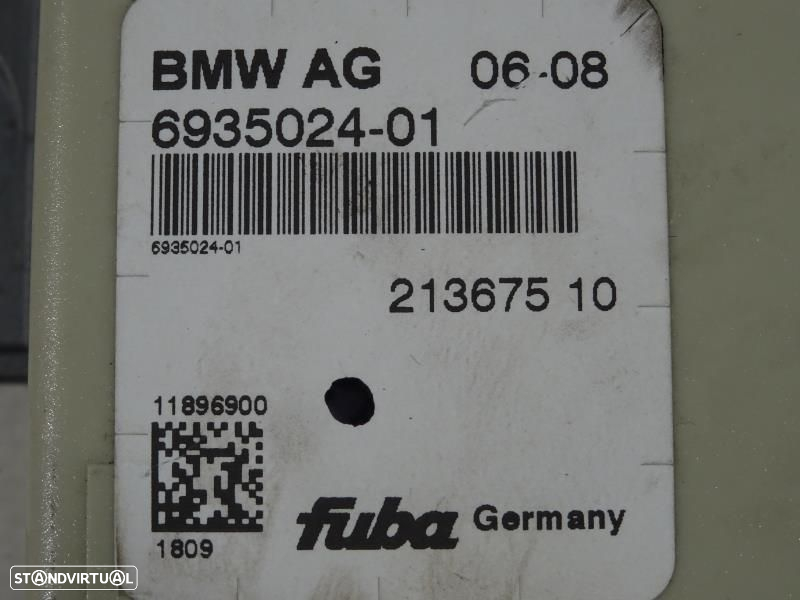 BMW AG 06-08
6935024-01
6935024-01
213675 10
11896900
1809
fuba Germany
STANDVIRTUAL